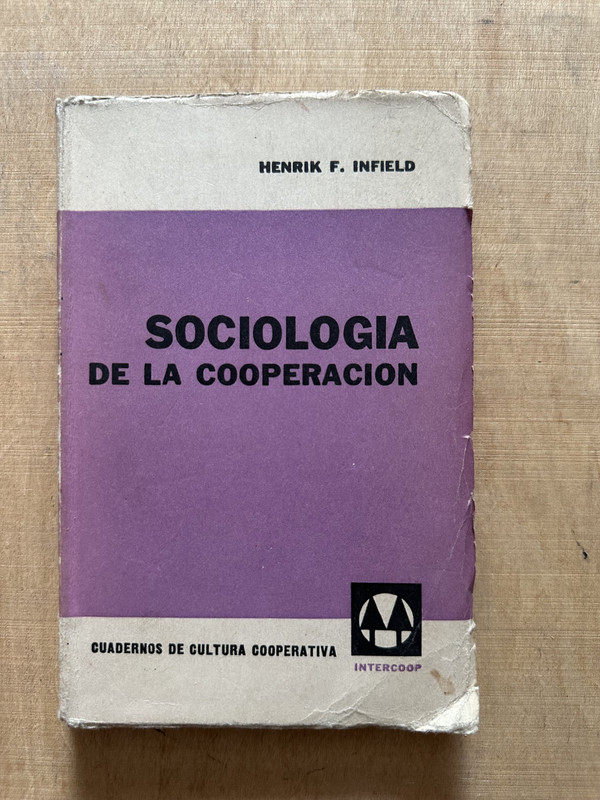 HENRIK F. INFIELD
SOCIOLOGIA
DE LA COOPERACION
CUADERNOS DE CULTURA COOPERATIVA
INTERCOOP